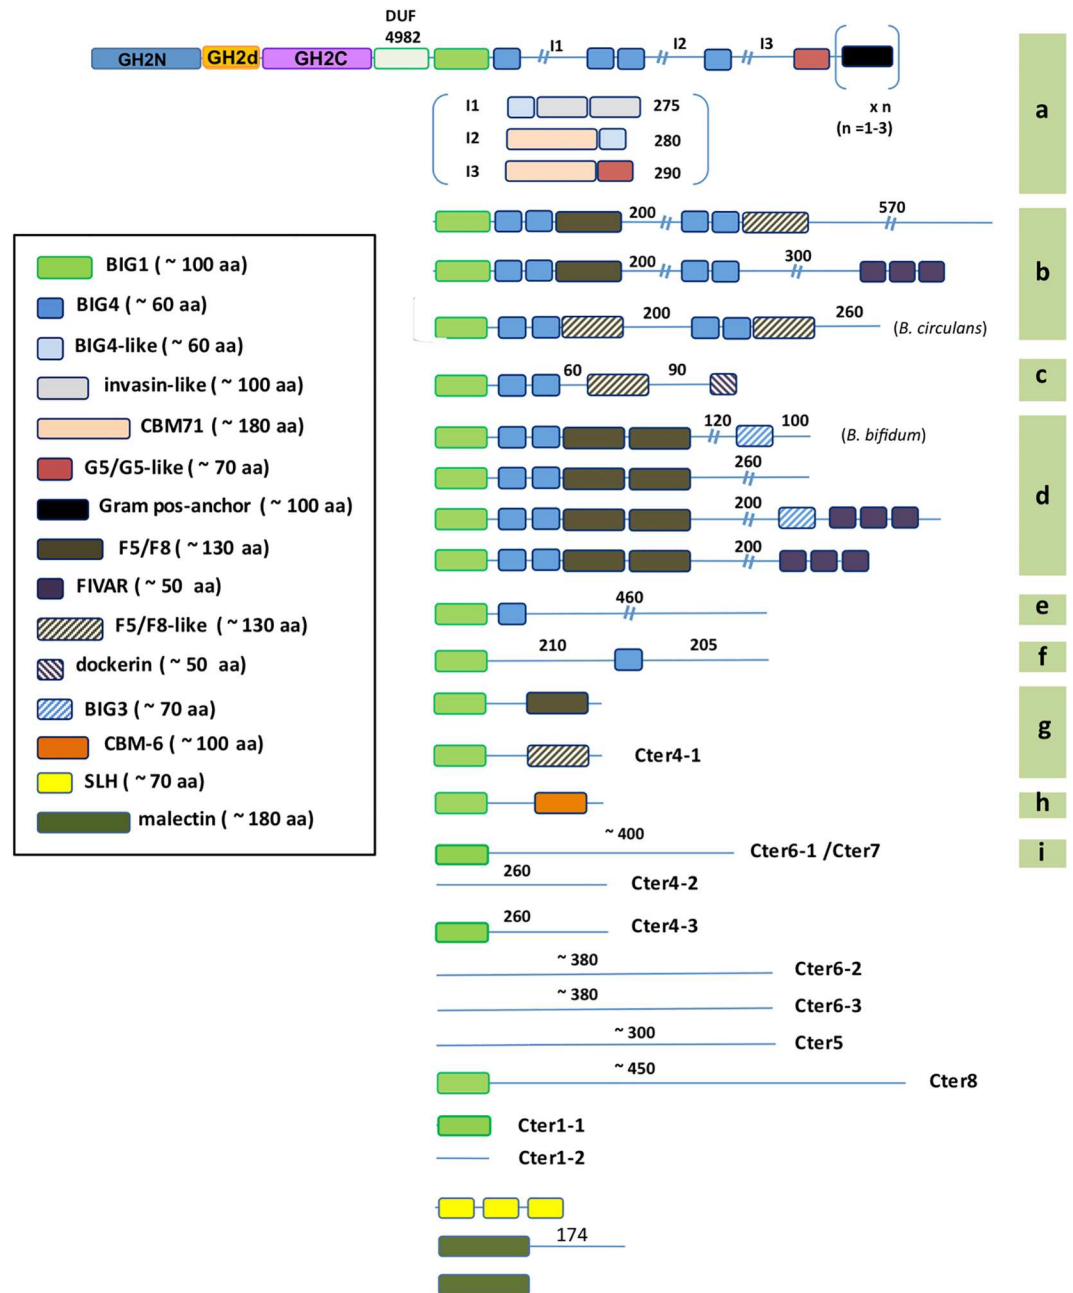 DUF
4982
GH2N GH2d GH2C I1 I2 I3
x n
(n =1-3)
I1 275
I2 280
I3 290
a
200 570
200 300
200 260 (B. circulans)
b
60 90
c
120 100 (B. bifidum)
260
200
200
d
460
e
210 205
f
g
Cter4-1
h
~ 400
Cter6-1 /Cter7
i
260
Cter4-2
260
Cter4-3
~ 380
Cter6-2
~ 380
Cter6-3
~ 300
Cter5
~ 450
Cter8
Cter1-1
Cter1-2
174
BIG1 ( ~ 100 aa)
BIG4 ( ~ 60 aa)
BIG4-like ( ~ 60 aa)
invasin-like ( ~ 100 aa)
CBM71 ( ~ 180 aa)
G5/G5-like ( ~ 70 aa)
Gram pos-anchor ( ~ 100 aa)
F5/F8 ( ~ 130 aa)
FIVAR ( ~ 50 aa)
F5/F8-like ( ~ 130 aa)
dockerin ( ~ 50 aa)
BIG3 ( ~ 70 aa)
CBM-6 ( ~ 100 aa)
SLH ( ~ 70 aa)
malectin ( ~ 180 aa)